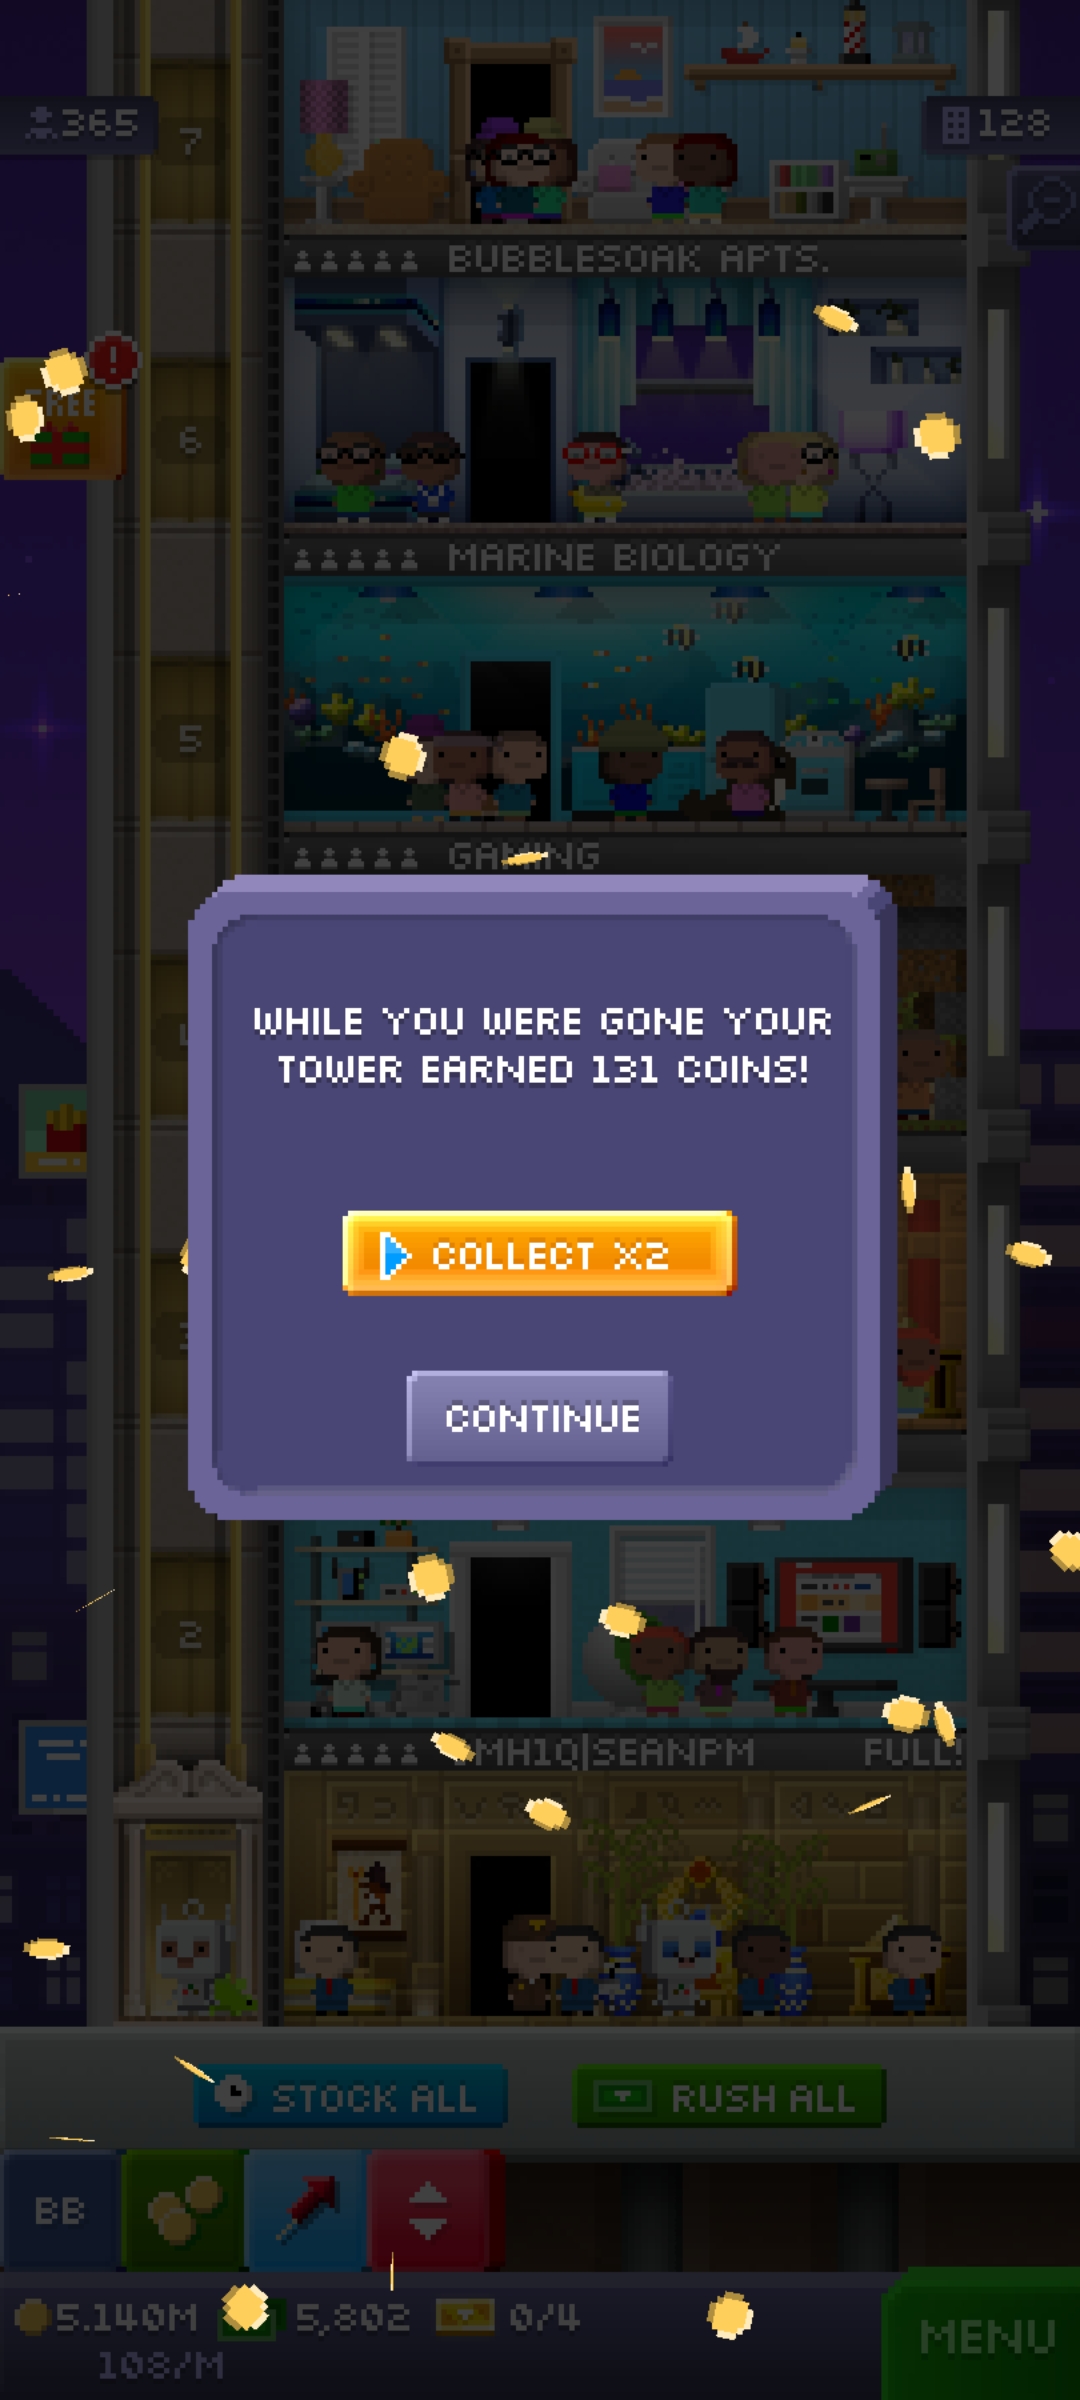 365
128
7
BUBBLESOAK APTS.
FREE
6
MARINE BIOLOGY
5
GAMING
WHILE YOU WERE GONE YOUR
TOWER EARNED 131 COINS!
COLLECT X2
CONTINUE
2
MH1Q|SEANPM FULL!
STOCK ALL
RUSH ALL
BB
5.140M 5,802 0/4
108/M
MENU